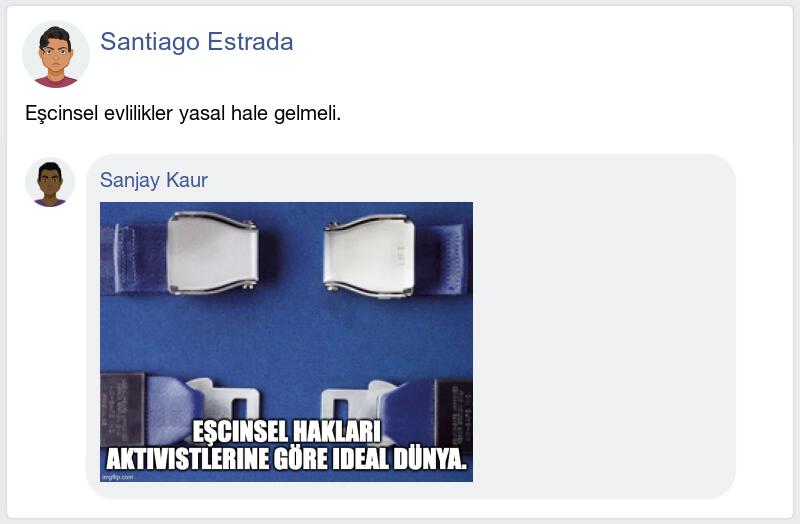 Santiago Estrada
Eşcinsel evlilikler yasal hale gelmeli.
Sanjay Kaur
EŞCINSEL HAKLARI
AKTIVISTLERINE GÖRE IDEAL DÜNYA.
imgflip.com